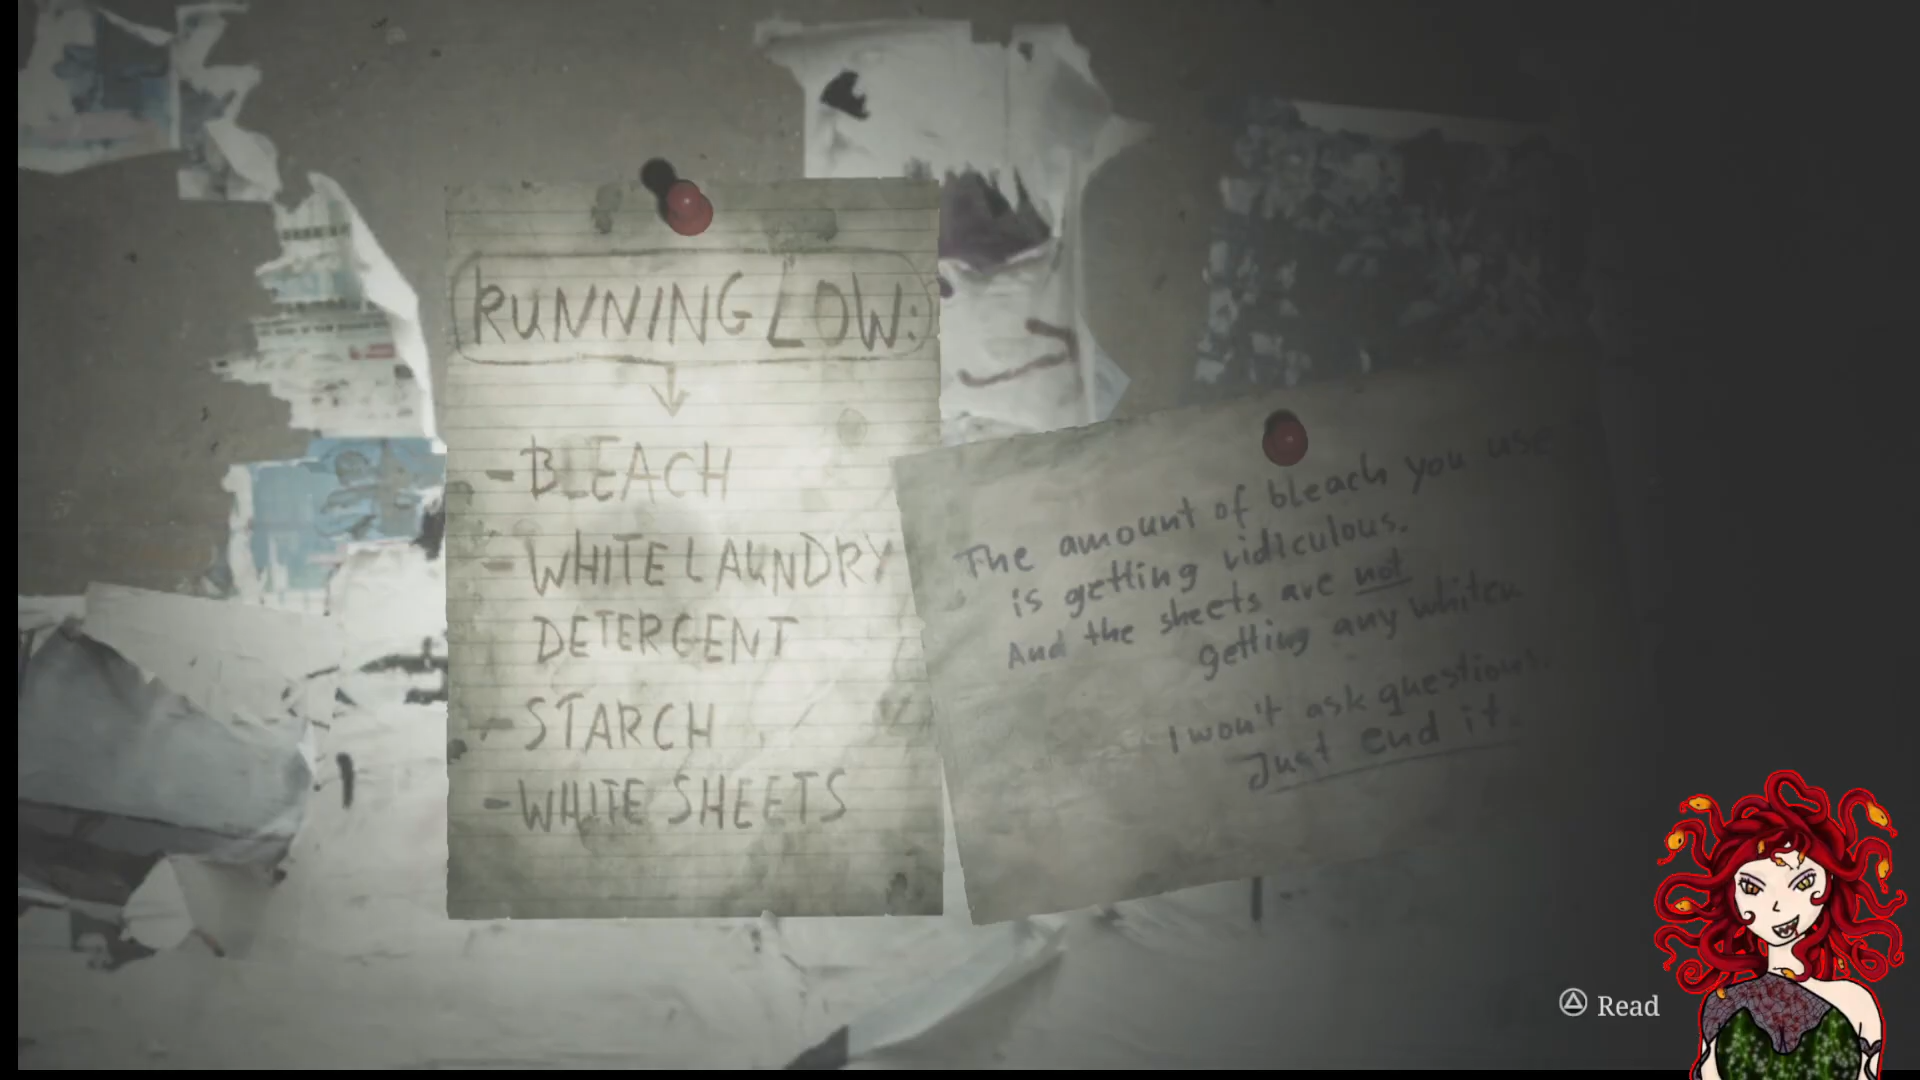 RUNNING LOW:
- BLEACH
- WHITE LAUNDRY
DETERGENT
- STARCH
- WHITE SHEETS
The amount of bleach you use
is getting ridiculous.
And the sheets are not
getting any whiter.
I won't ask questions.
Just end it.
Read